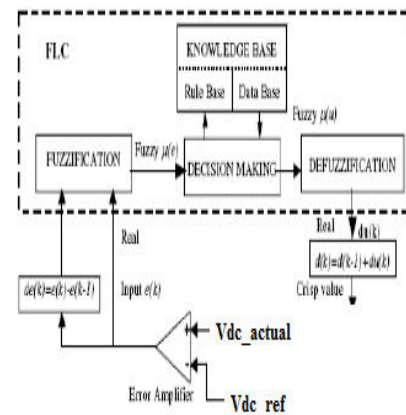 FLC
KNOWLEDGE BASE
Rule Base
Data Base
Fuzzy μ(e)
Fuzzy μ(u)
FUZZIFICATION
DECISION MAKING
DEFUZZIFICATION
Real
Real
du(k)
de(k)=e(k)-e(k-1)
Input e(k)
d(k)=d(k-1)+du(k)
Crisp value
+
Vdc_actual
-
Error Amplifier
Vdc_ref